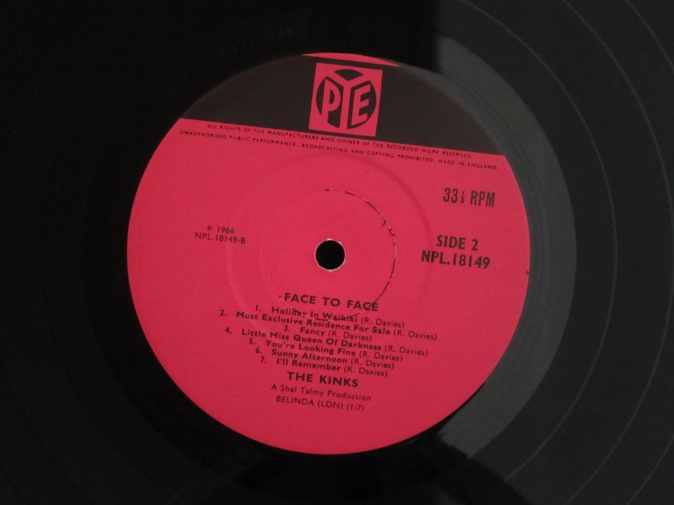 PYE
ALL RIGHTS OF THE MANUFACTURERS AND OWNER OF THE RECORDED WORK RESERVED.
UNAUTHORISED PUBLIC PERFORMANCE, BROADCASTING AND COPYING PROHIBITED. MADE IN ENGLAND
33⅓ RPM
℗ 1966
NPL.18149-B
SIDE 2
NPL.18149
FACE TO FACE
1. Holiday In Waikiki (R. Davies)
2. Most Exclusive Residence For Sale (R. Davies)
3. Fancy (R. Davies)
4. Little Miss Queen Of Darkness (R. Davies)
5. You're Looking Fine (R. Davies)
6. Sunny Afternoon (R. Davies)
7. I'll Remember (R. Davies)
THE KINKS
A Shel Talmy Production
BELINDA (LDN) (1-7)